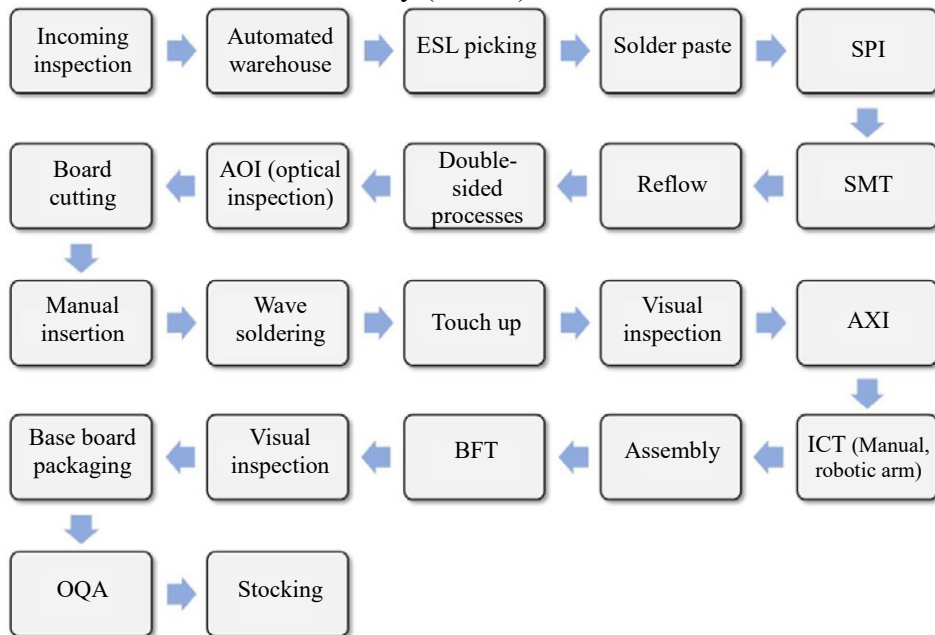 Incoming
inspection
Automated
warehouse
ESL picking
Solder paste
SPI
Board
cutting
AOI (optical
inspection)
Double-
sided
processes
Reflow
SMT
Manual
insertion
Wave
soldering
Touch up
Visual
inspection
AXI
Base board
packaging
Visual
inspection
BFT
Assembly
ICT (Manual,
robotic arm)
OQA
Stocking